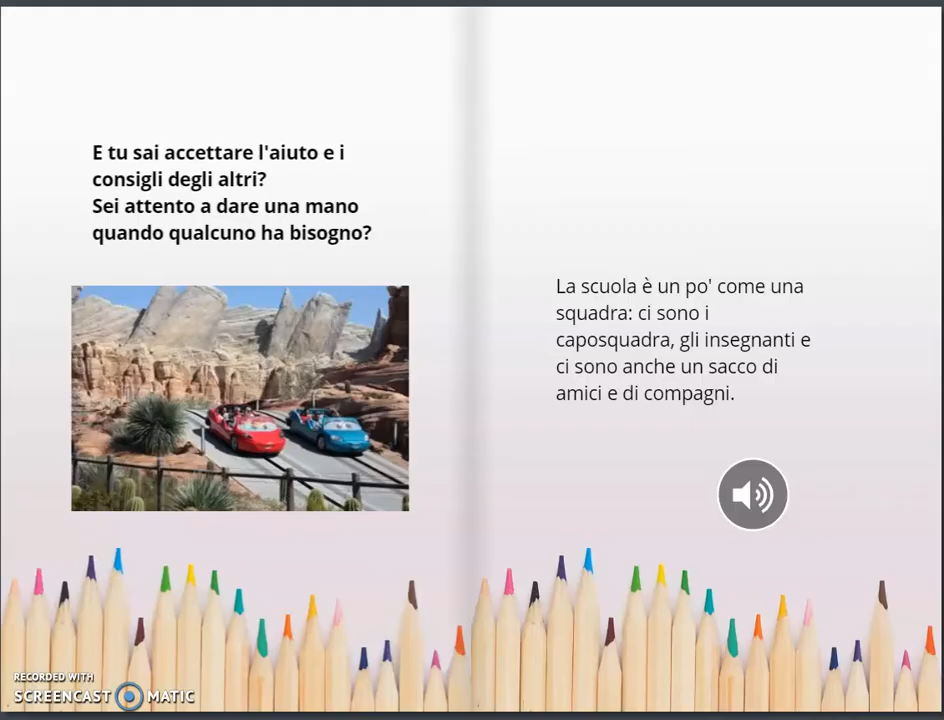 E tu sai accettare l'aiuto e i
consigli degli altri?
Sei attento a dare una mano
quando qualcuno ha bisogno?
La scuola è un po' come una
squadra: ci sono i
caposquadra, gli insegnanti e
ci sono anche un sacco di
amici e di compagni.
RECORDED WITH
SCREENCAST MATIC